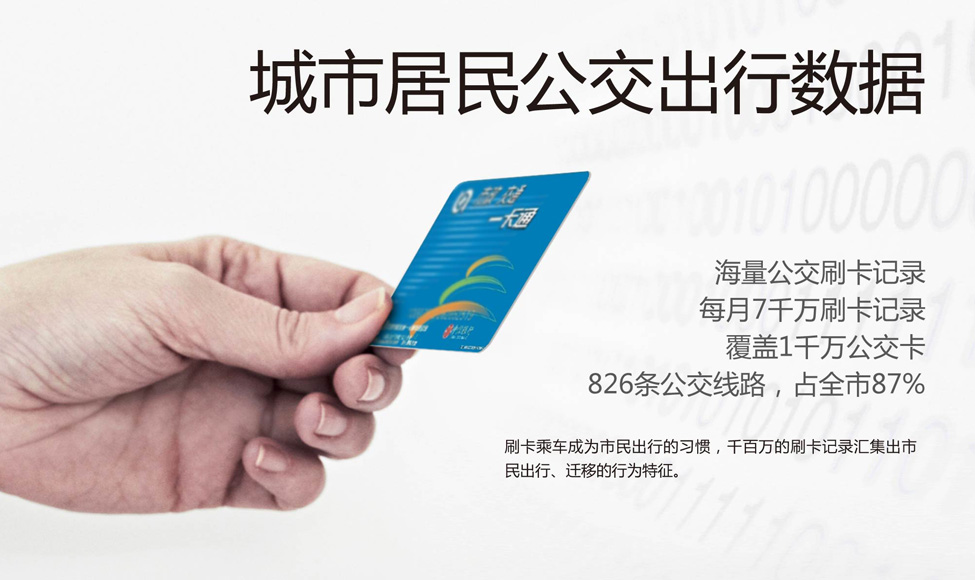 城市居民公交出行数据
一卡通
海量公交刷卡记录
每月7千万刷卡记录
覆盖1千万公交卡
826条公交线路，占全市87%
刷卡乘车成为市民出行的习惯，千百万的刷卡记录汇集出市
民出行、迁移的行为特征。